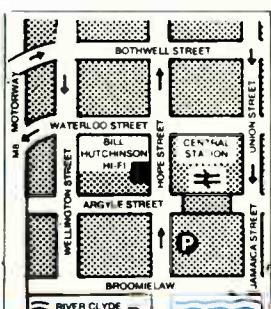 BOTHWELL STREET
MOTORWAY
M8
WATERLOO STREET
UNION STREET
BILL
HUTCHINSON
HI-FI
HOPE STREET
CENTRAL
STATION
WELLINGTON STREET
ARGYLE STREET
JAMAICA STREET
P
BROOMIELAW
RIVER CLYDE